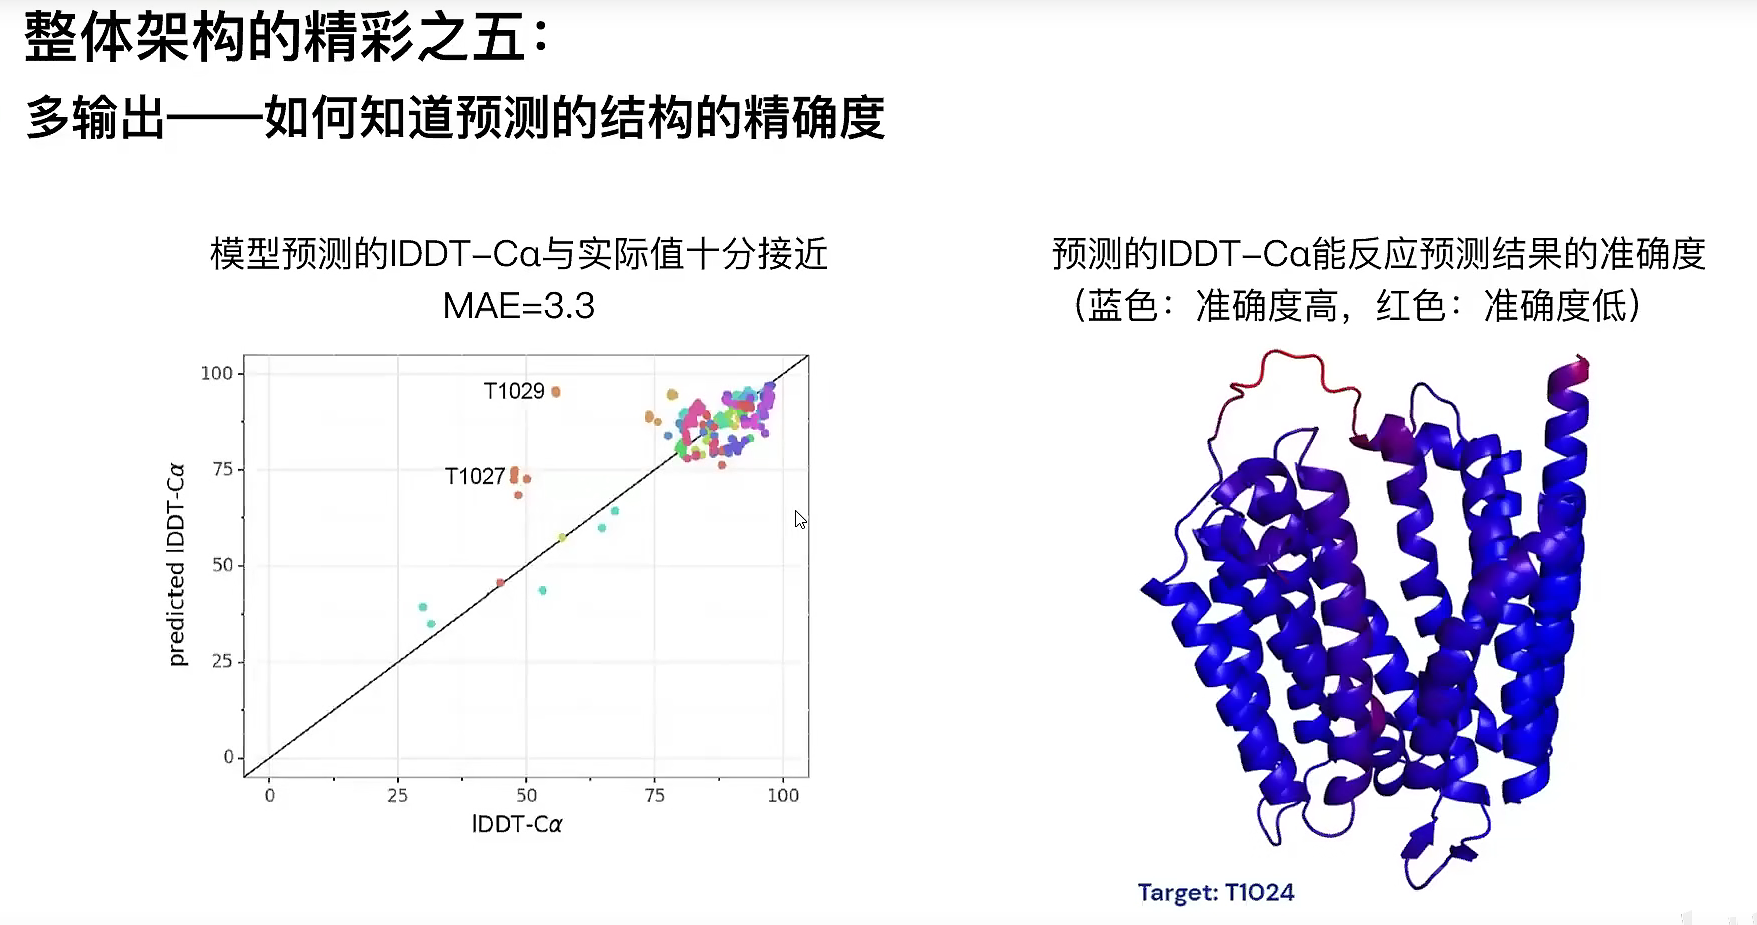 整体架构的精彩之五：
多输出——如何知道预测的结构的精确度
模型预测的lDDT-Cα与实际值十分接近
MAE=3.3
预测的lDDT-Cα能反应预测结果的准确度
（蓝色：准确度高，红色：准确度低）
100
75
50
25
0
predicted lDDT-Cα
T1029
T1027
0 25 50 75 100
lDDT-Cα
Target: T1024